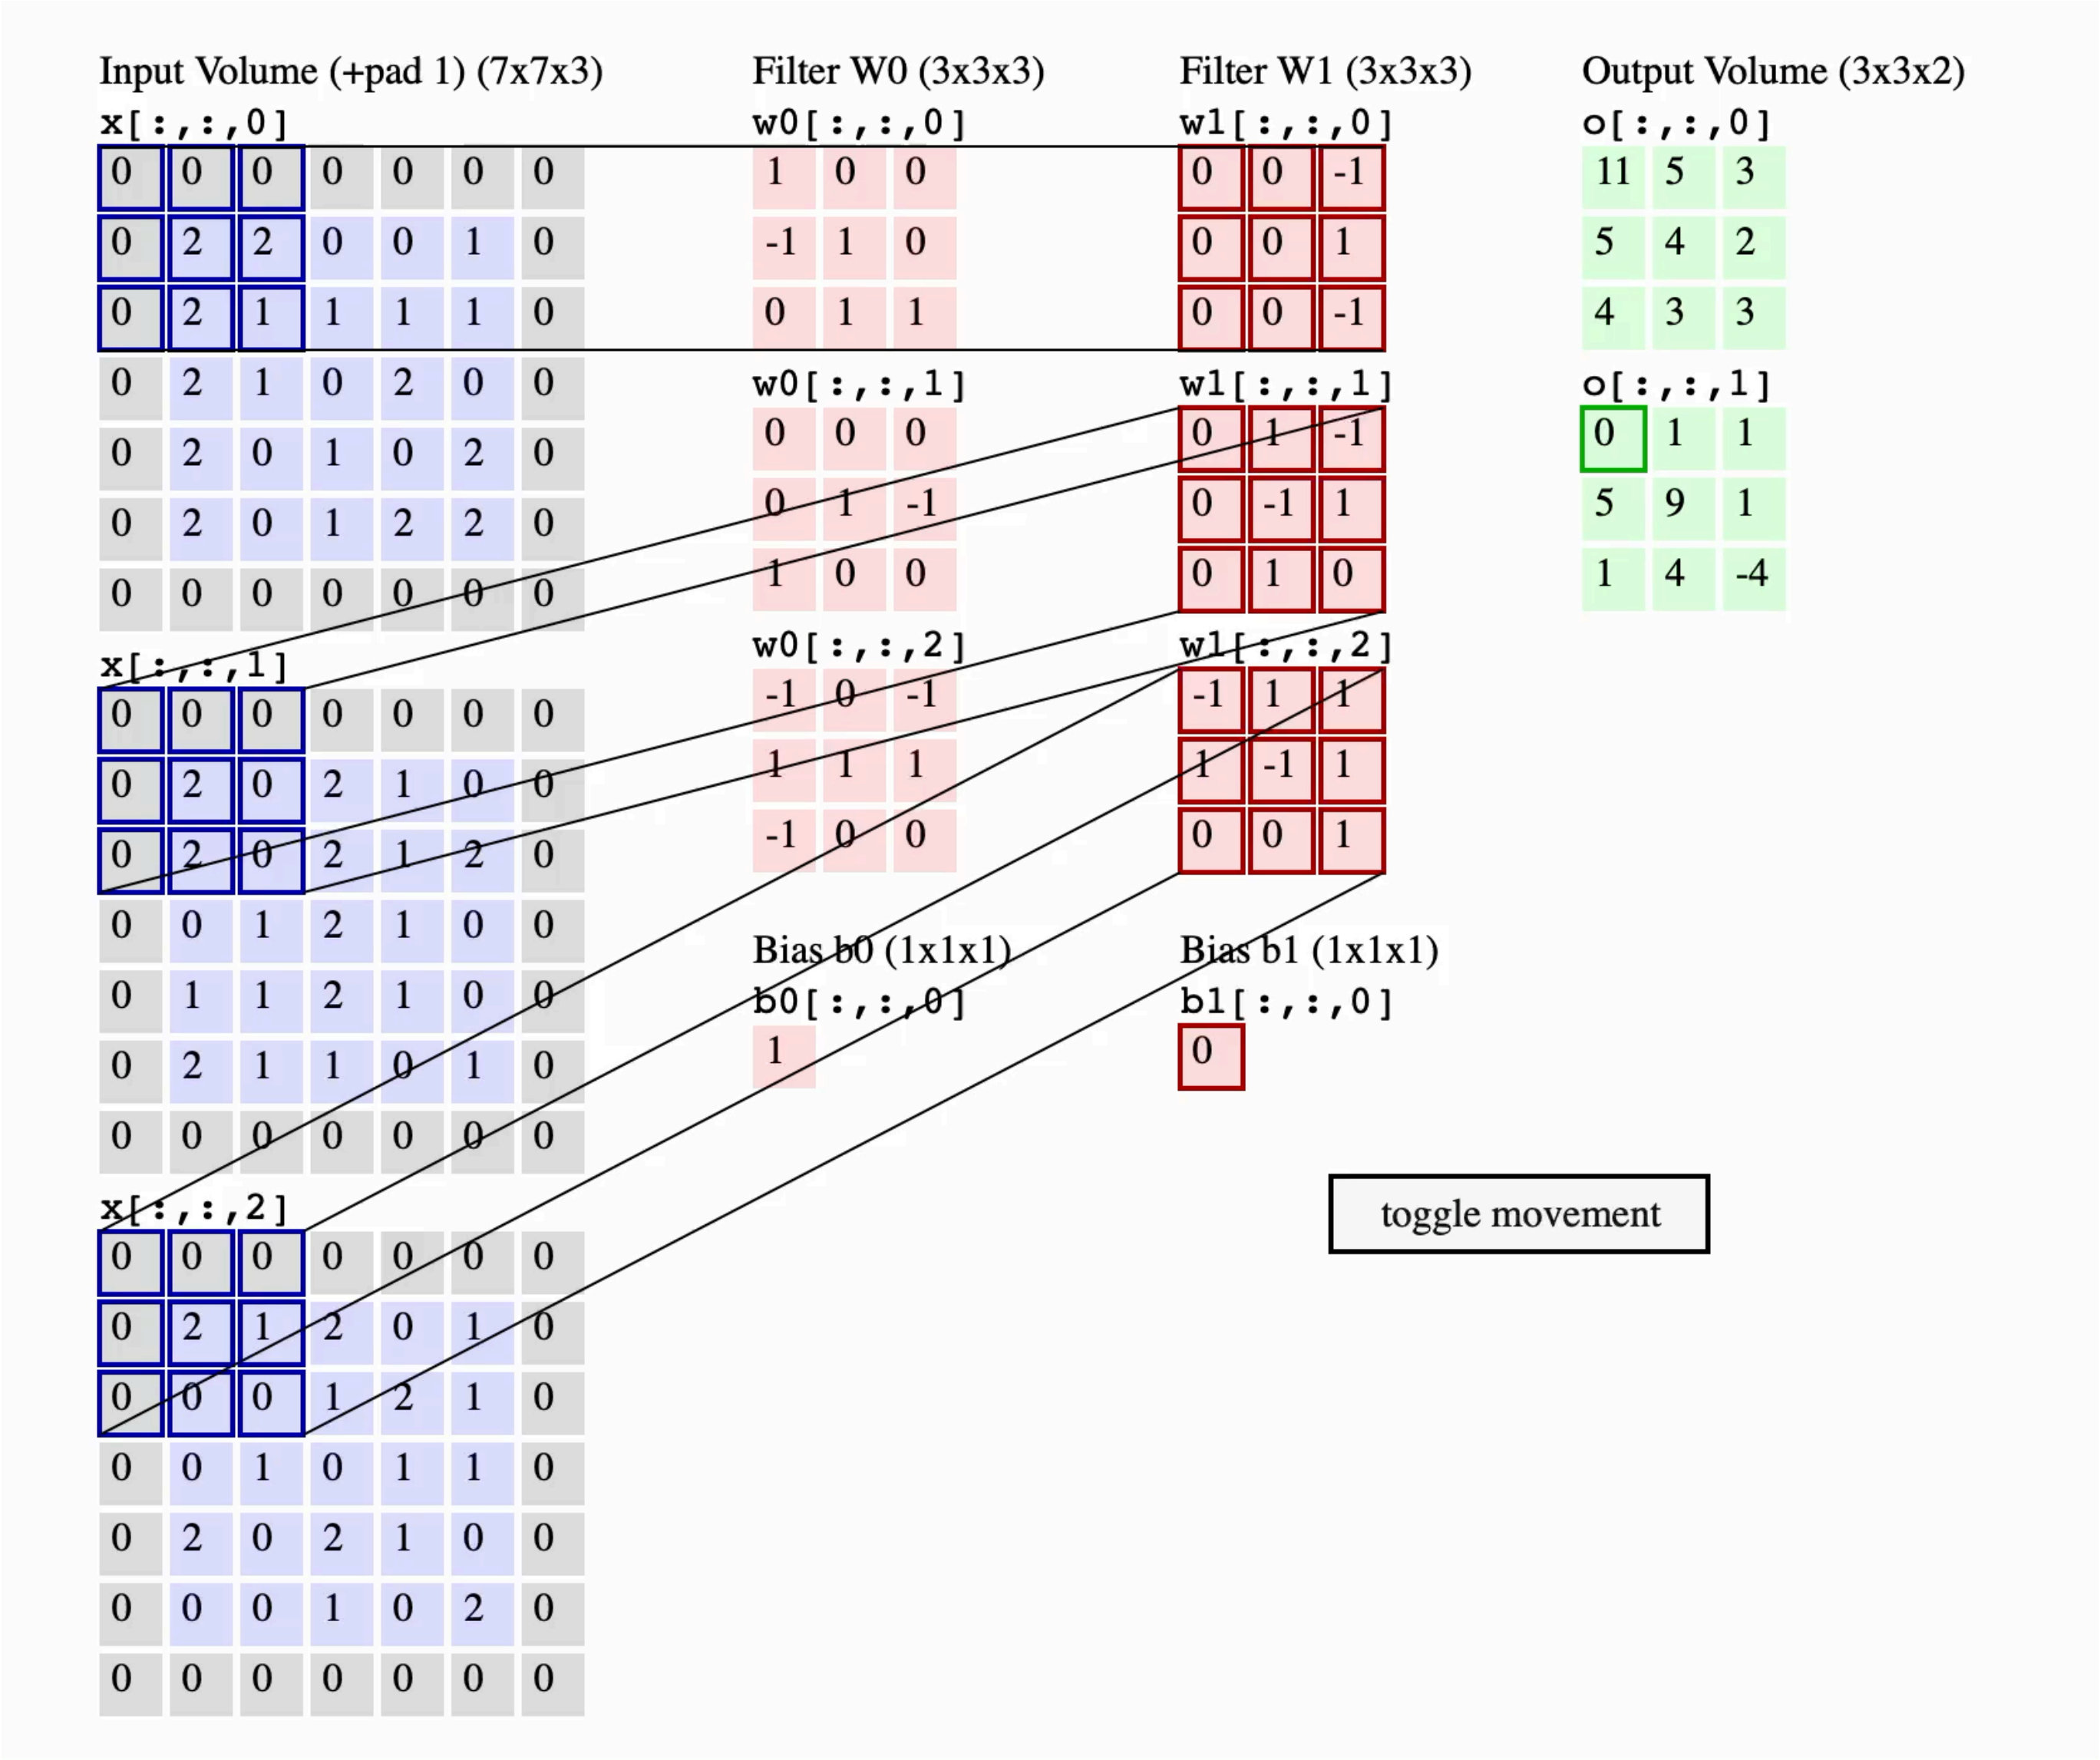 Input Volume (+pad 1) (7x7x3)
x[:,:,0]
0 0 0 0 0 0 0
0 2 2 0 0 1 0
0 2 1 1 1 1 0
0 2 1 0 2 0 0
0 2 0 1 0 2 0
0 2 0 1 2 2 0
0 0 0 0 0 0 0
x[:,:,1]
0 0 0 0 0 0 0
0 2 0 2 1 0 0
0 2 0 2 1 2 0
0 0 1 2 1 0 0
0 1 1 2 1 0 0
0 2 1 1 0 1 0
0 0 0 0 0 0 0
x[:,:,2]
0 0 0 0 0 0 0
0 2 1 2 0 1 0
0 0 0 1 2 1 0
0 0 1 0 1 1 0
0 2 0 2 1 0 0
0 0 0 1 0 2 0
0 0 0 0 0 0 0
Filter W0 (3x3x3)
w0[:,:,0]
1 0 0
-1 1 0
0 1 1
w0[:,:,1]
0 0 0
0 1 -1
1 0 0
w0[:,:,2]
-1 0 -1
1 1 1
-1 0 0
Bias b0 (1x1x1)
b0[:,:,0]
1
Filter W1 (3x3x3)
w1[:,:,0]
0 0 -1
0 0 1
0 0 -1
w1[:,:,1]
0 1 -1
0 -1 1
0 1 0
w1[:,:,2]
-1 1 1
1 -1 1
0 0 1
Bias b1 (1x1x1)
b1[:,:,0]
0
Output Volume (3x3x2)
o[:,:,0]
11 5 3
5 4 2
4 3 3
o[:,:,1]
0 1 1
5 9 1
1 4 -4
toggle movement